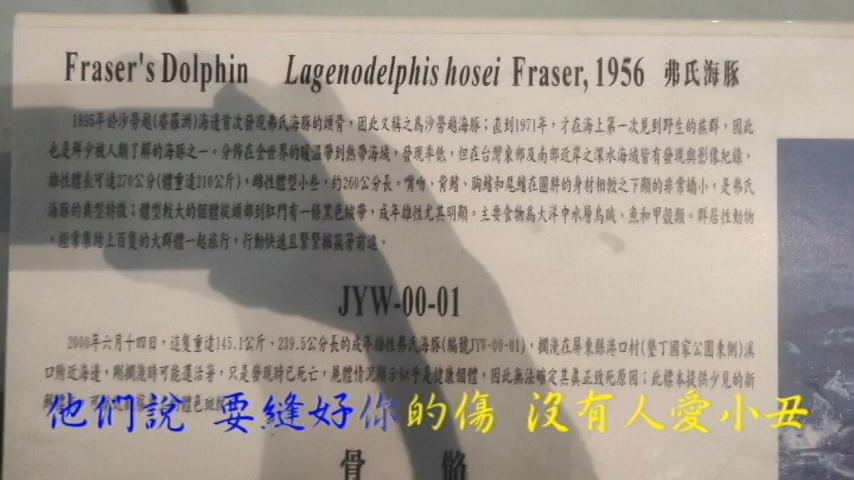 Fraser's Dolphin Lagenodelphis hosei Fraser, 1956 弗氏海豚
1895年於沙勞越(婆羅洲)海邊首次發現弗氏海豚的頭骨，因此又稱之為沙勞越海豚；直到1971年，才在海上第一次見到野生的族群，因此
也是鮮少被人類了解的海豚之一。分佈在全世界的暖溫帶到熱帶海域，發現率低，但在台灣東部及南部近岸之深水海域皆有發現與影像紀錄，
雄性體長可達270公分(體重達210公斤)，雌性體型小些，約260公分長。嘴吻、背鰭、胸鰭和尾鰭在圓胖的身材相較之下顯的非常嬌小，是弗氏
海豚的典型特徵；體型較大的個體從頭部到肛門有一條黑色縱帶，成年雄性尤其明顯。主要食物為大洋中水層烏賊、魚和甲殼類。群居性動物
，經常集結上百隻的大群體一起旅行，行動快速且緊緊擁簇著前進。
JYW-00-01
2000年六月十四日，這隻重達145.1公斤、239.5公分長的成年雄性弗氏海豚(編號JYW-00-01)，擱淺在屏東縣港口村(墾丁國家公園東側)溪
口附近海邊，剛擱淺時可能還活著，只是發現時已死亡，屍體情況顯示似乎是健康個體，因此無法確定其真正致死原因；此標本提供少見的新
他們說 要縫好你的傷 沒有人愛小丑
骨 骼